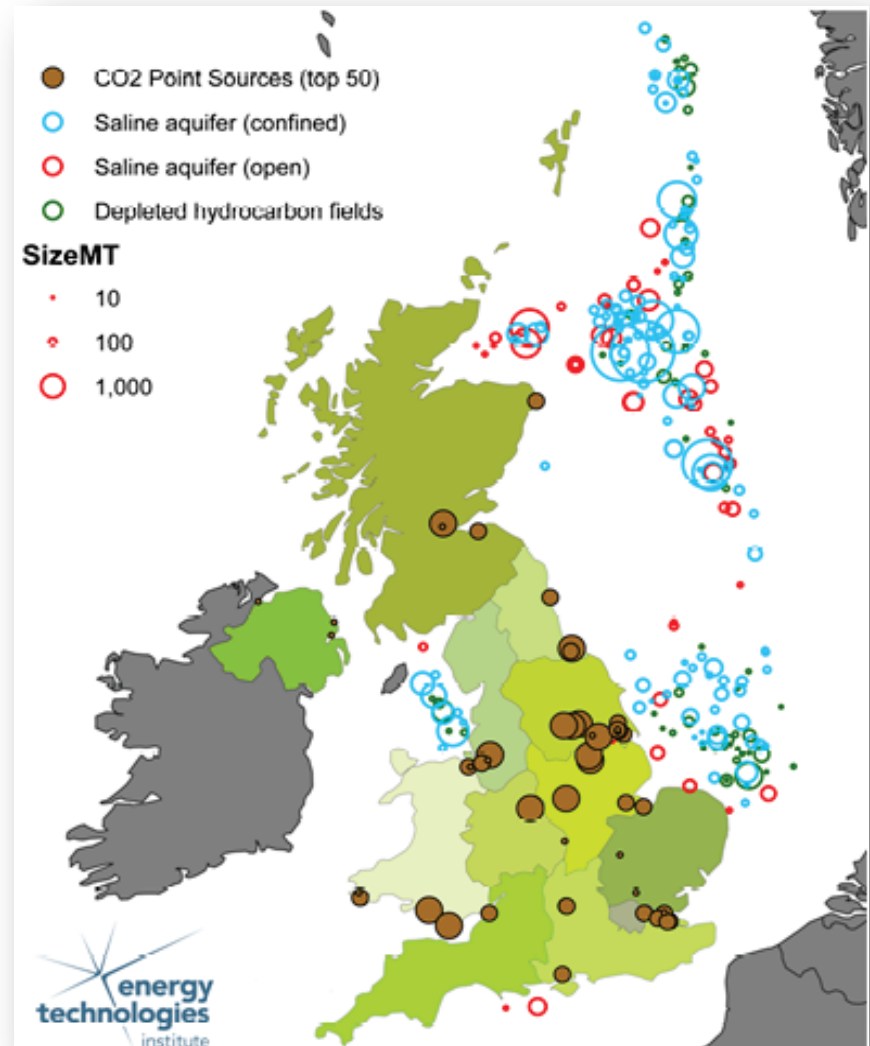 CO2 Point Sources (top 50)
Saline aquifer (confined)
Saline aquifer (open)
Depleted hydrocarbon fields
SizeMT
10
100
1,000
energy
technologies
institute